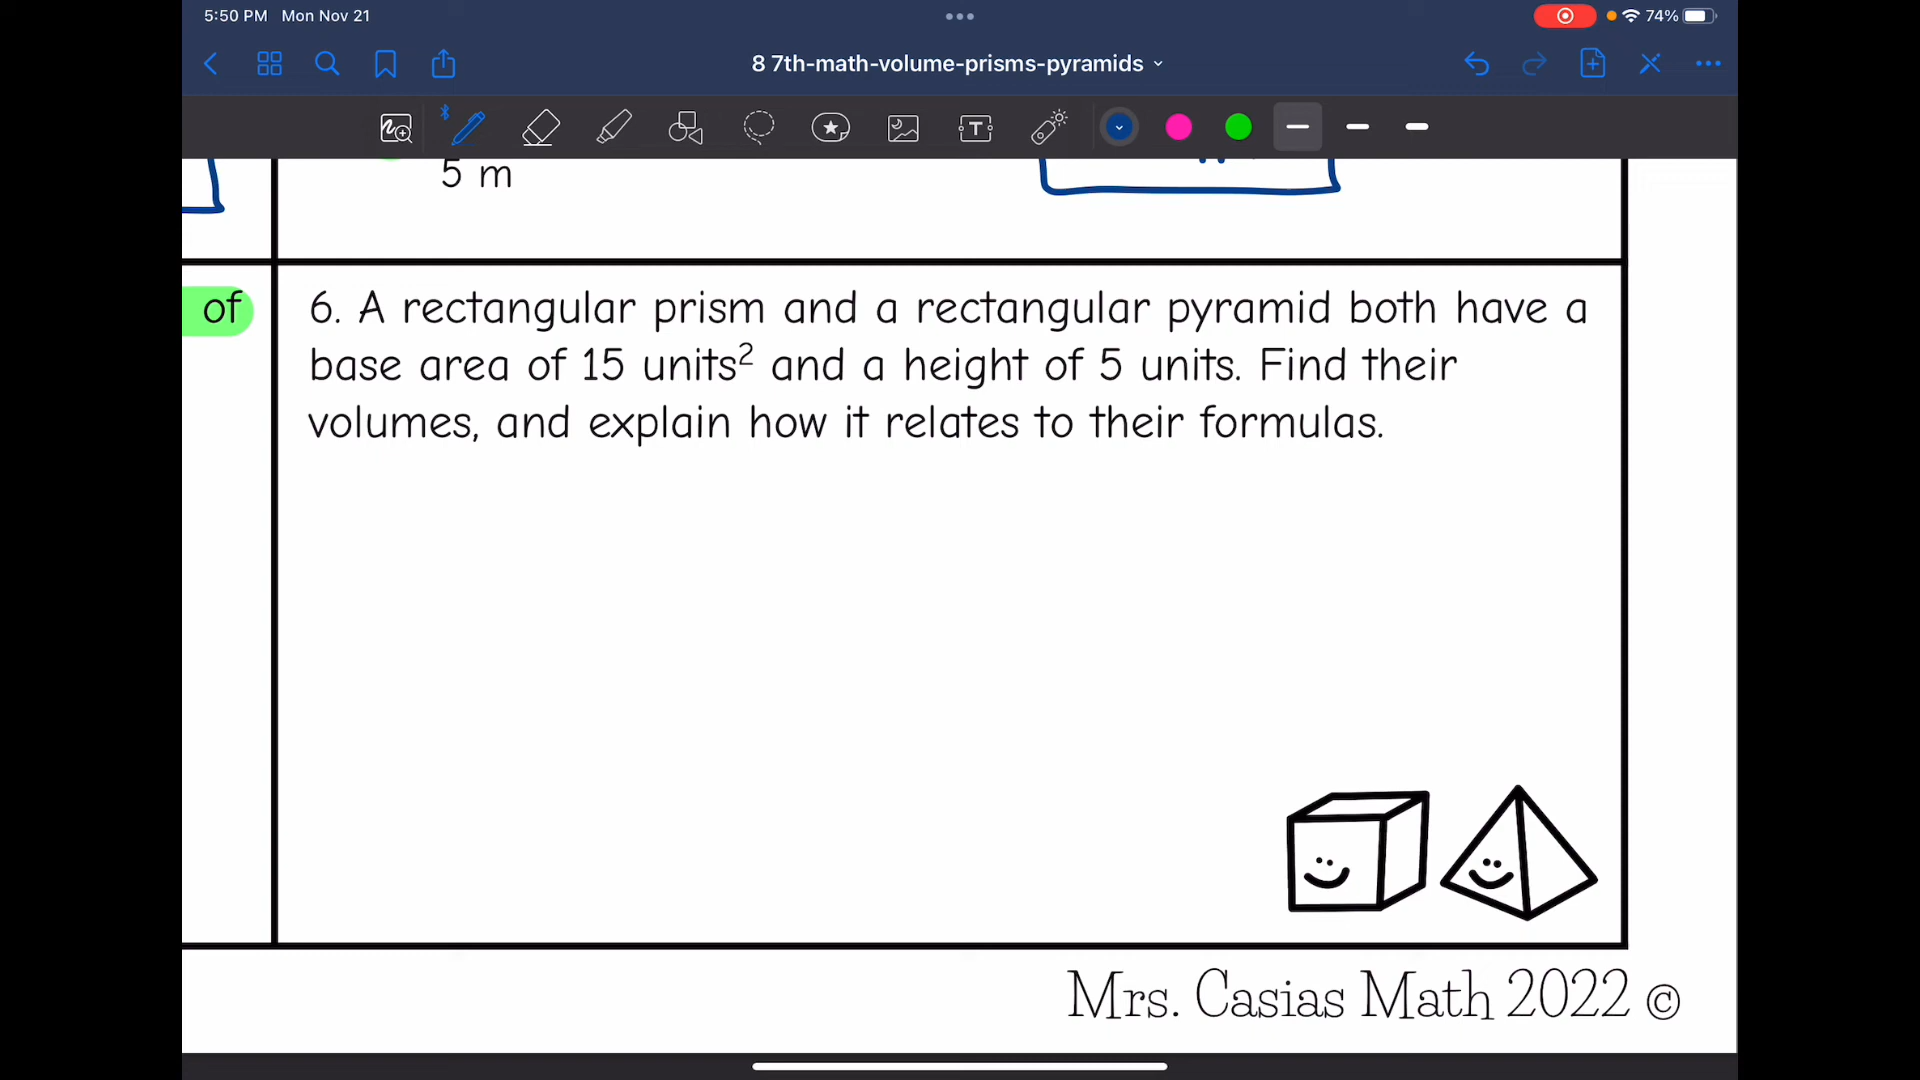 5:50 PM Mon Nov 21
74%
8 7th-math-volume-prisms-pyramids
T
5 m
of
6. A rectangular prism and a rectangular pyramid both have a
base area of 15 units² and a height of 5 units. Find their
volumes, and explain how it relates to their formulas.
Mrs. Casias Math 2022 ©